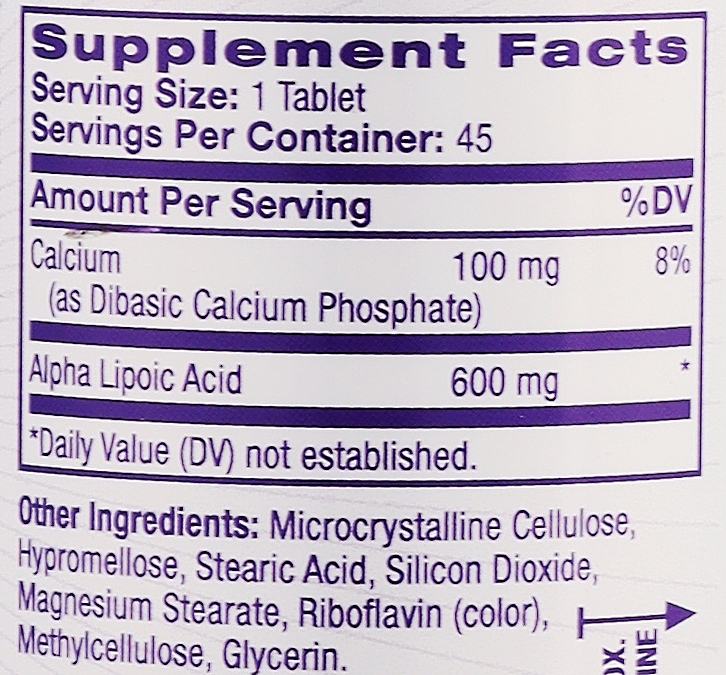 Supplement Facts
Serving Size: 1 Tablet
Servings Per Container: 45
Amount Per Serving %DV
Calcium 100 mg 8%
(as Dibasic Calcium Phosphate)
Alpha Lipoic Acid 600 mg *
*Daily Value (DV) not established.
Other Ingredients: Microcrystalline Cellulose,
Hypromellose, Stearic Acid, Silicon Dioxide,
Magnesium Stearate, Riboflavin (color),
Methylcellulose, Glycerin.
OX.
INE